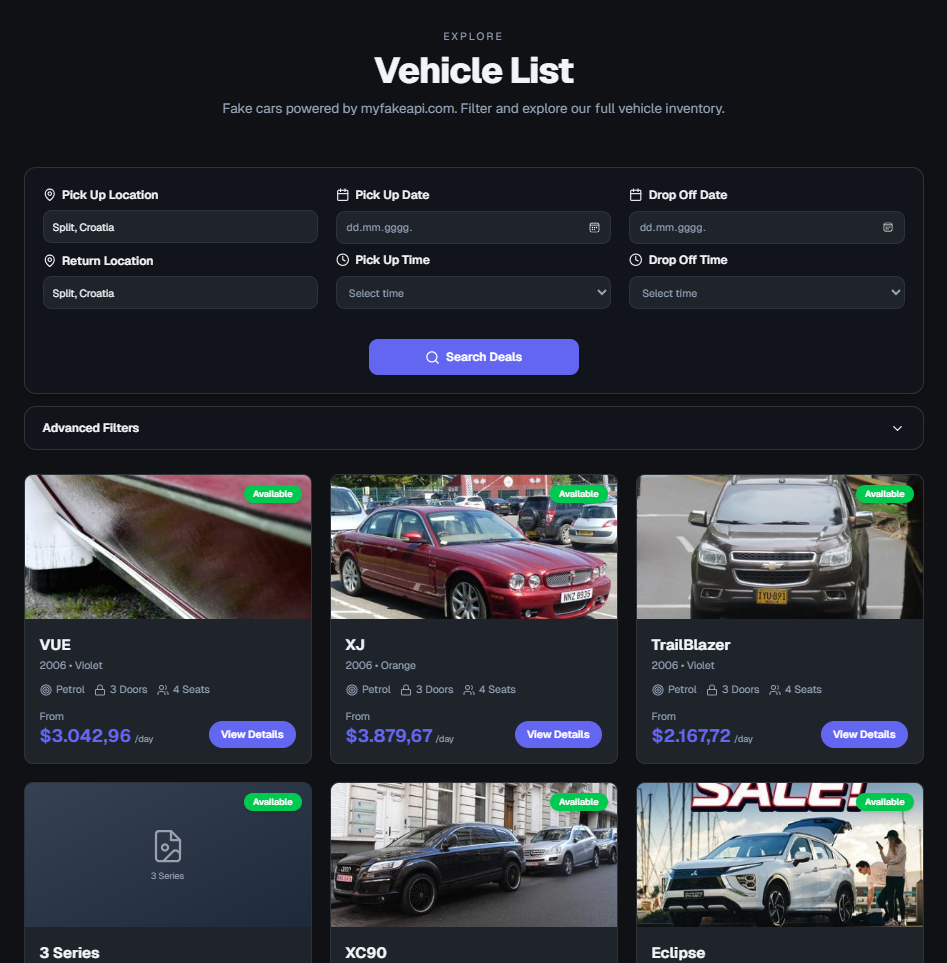 EXPLORE
Vehicle List
Fake cars powered by myfakeapi.com. Filter and explore our full vehicle inventory.
Pick Up Location
Pick Up Date
Drop Off Date
Split, Croatia
dd.mm.gggg.
dd.mm.gggg.
Return Location
Pick Up Time
Drop Off Time
Split, Croatia
Select time
Select time
Search Deals
Advanced Filters
Available
Available
Available
NNZ 8925
VUE
XJ
TrailBlazer
2006 • Violet
2006 • Orange
2006 • Violet
Petrol 3 Doors 4 Seats
Petrol 3 Doors 4 Seats
Petrol 3 Doors 4 Seats
From
From
From
$3.042,96 /day
View Details
$3.879,67 /day
View Details
$2.167,72 /day
View Details
Available
Available
SALE!
Available
3 Series
3 Series
XC90
Eclipse